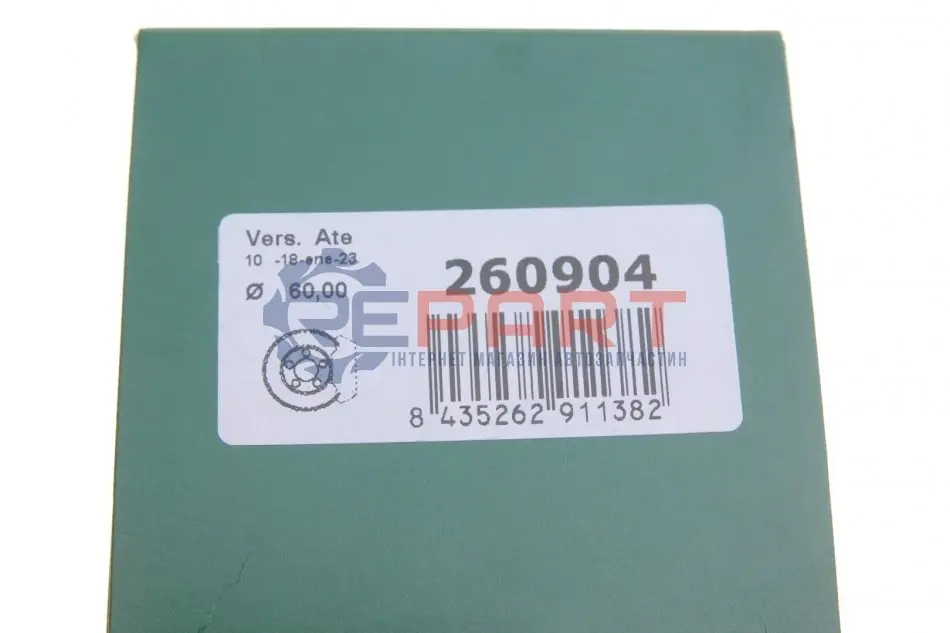 Vers. Ate
10 -18-ene-23
Ø 60,00
260904
REPART
ІНТЕРНЕТ МАГАЗИН АВТОЗАПЧАСТИН
8 435262 911382